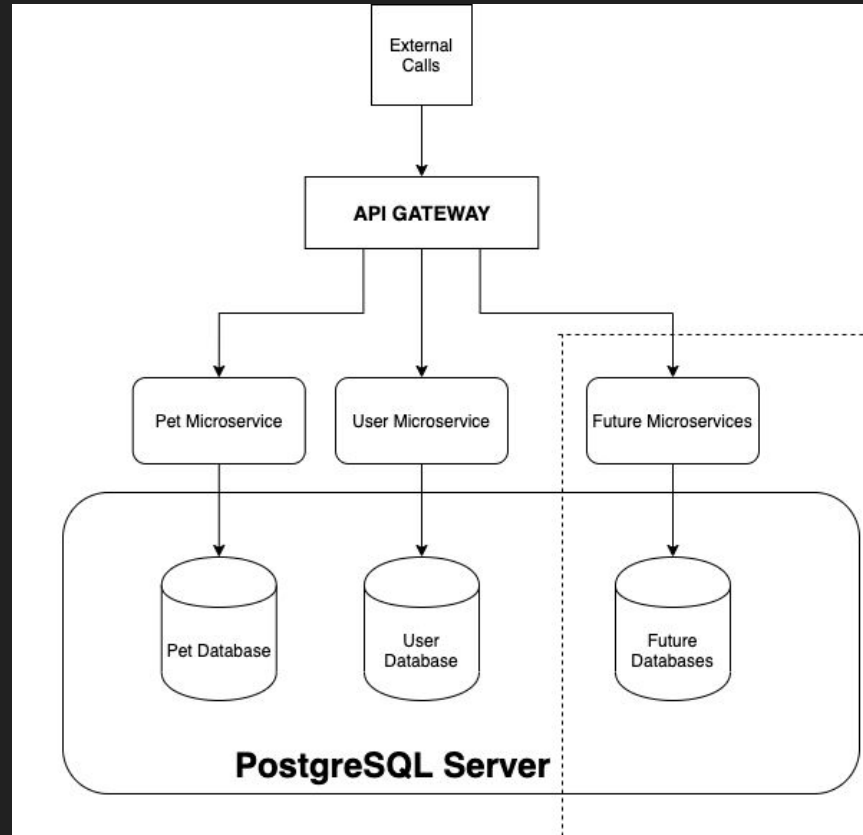 External
Calls
API GATEWAY
Pet Microservice
User Microservice
Future Microservices
Pet Database
User
Database
Future
Databases
PostgreSQL Server